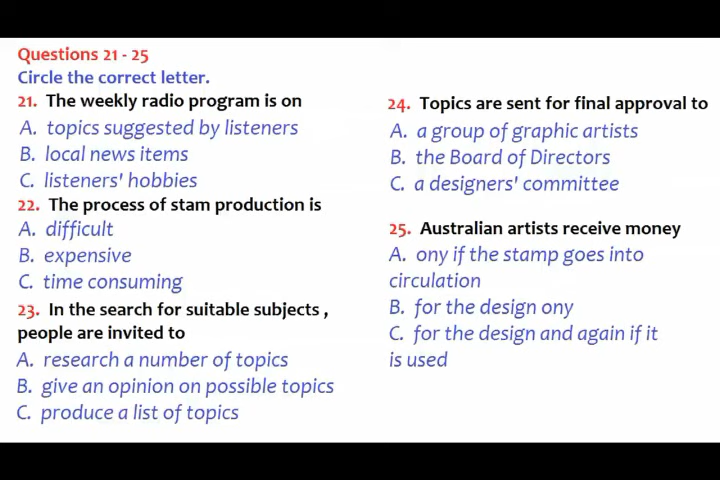 Questions 21 - 25
Circle the correct letter.
21. The weekly radio program is on
A. topics suggested by listeners
B. local news items
C. listeners' hobbies
22. The process of stam production is
A. difficult
B. expensive
C. time consuming
23. In the search for suitable subjects ,
people are invited to
A. research a number of topics
B. give an opinion on possible topics
C. produce a list of topics
24. Topics are sent for final approval to
A. a group of graphic artists
B. the Board of Directors
C. a designers' committee
25. Australian artists receive money
A. ony if the stamp goes into
circulation
B. for the design ony
C. for the design and again if it
is used